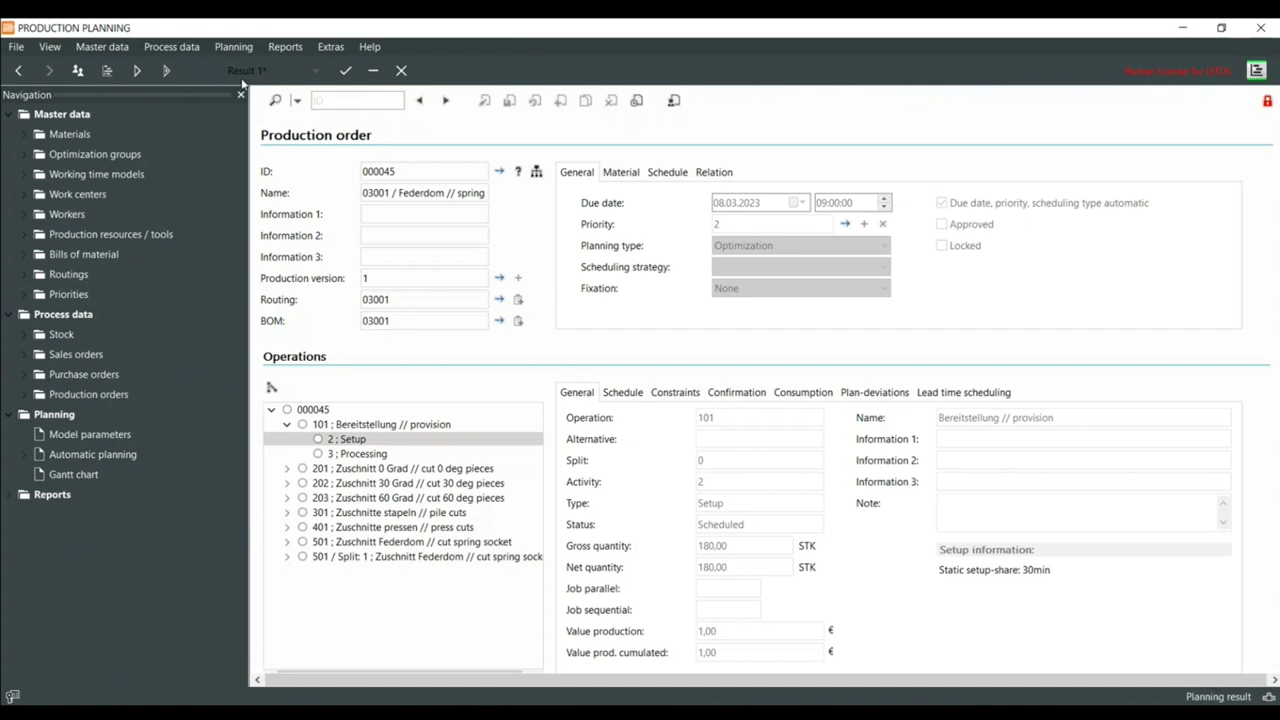 PRODUCTION PLANNING
File View Master data Process data Planning Reports Extras Help
Result 1*
Navigation
Master data
Materials
Optimization groups
Working time models
Work centers
Workers
Production resources / tools
Bills of material
Routings
Priorities
Process data
Stock
Sales orders
Purchase orders
Production orders
Planning
Model parameters
Automatic planning
Gantt chart
Reports
ID
Production order
ID: 000045
Name: 03001 / Federdom // spring
Information 1:
Information 2:
Information 3:
Production version: 1
Routing: 03001
BOM: 03001
General Material Schedule Relation
Due date: 08.03.2023 09:00:00
Priority: 2
Planning type: Optimization
Scheduling strategy:
Fixation: None
Due date, priority, scheduling type automatic
Approved
Locked
Operations
000045
101 ; Bereitstellung // provision
2 ; Setup
3 ; Processing
201 ; Zuschnitt 0 Grad // cut 0 deg pieces
202 ; Zuschnitt 30 Grad // cut 30 deg pieces
203 ; Zuschnitt 60 Grad // cut 60 deg pieces
301 ; Zuschnitte stapeln // pile cuts
401 ; Zuschnitte pressen // press cuts
501 ; Zuschnitt Federdom // cut spring socket
501 / Split: 1 ; Zuschnitt Federdom // cut spring sock
General Schedule Constraints Confirmation Consumption Plan-deviations Lead time scheduling
Operation: 101
Alternative:
Split: 0
Activity: 2
Type: Setup
Status: Scheduled
Gross quantity: 180,00 STK
Net quantity: 180,00 STK
Job parallel:
Job sequential:
Value production: 1,00 €
Value prod. cumulated: 1,00 €
Name: Bereitstellung // provision
Information 1:
Information 2:
Information 3:
Note:
Setup information:
Static setup-share: 30min
Planning result